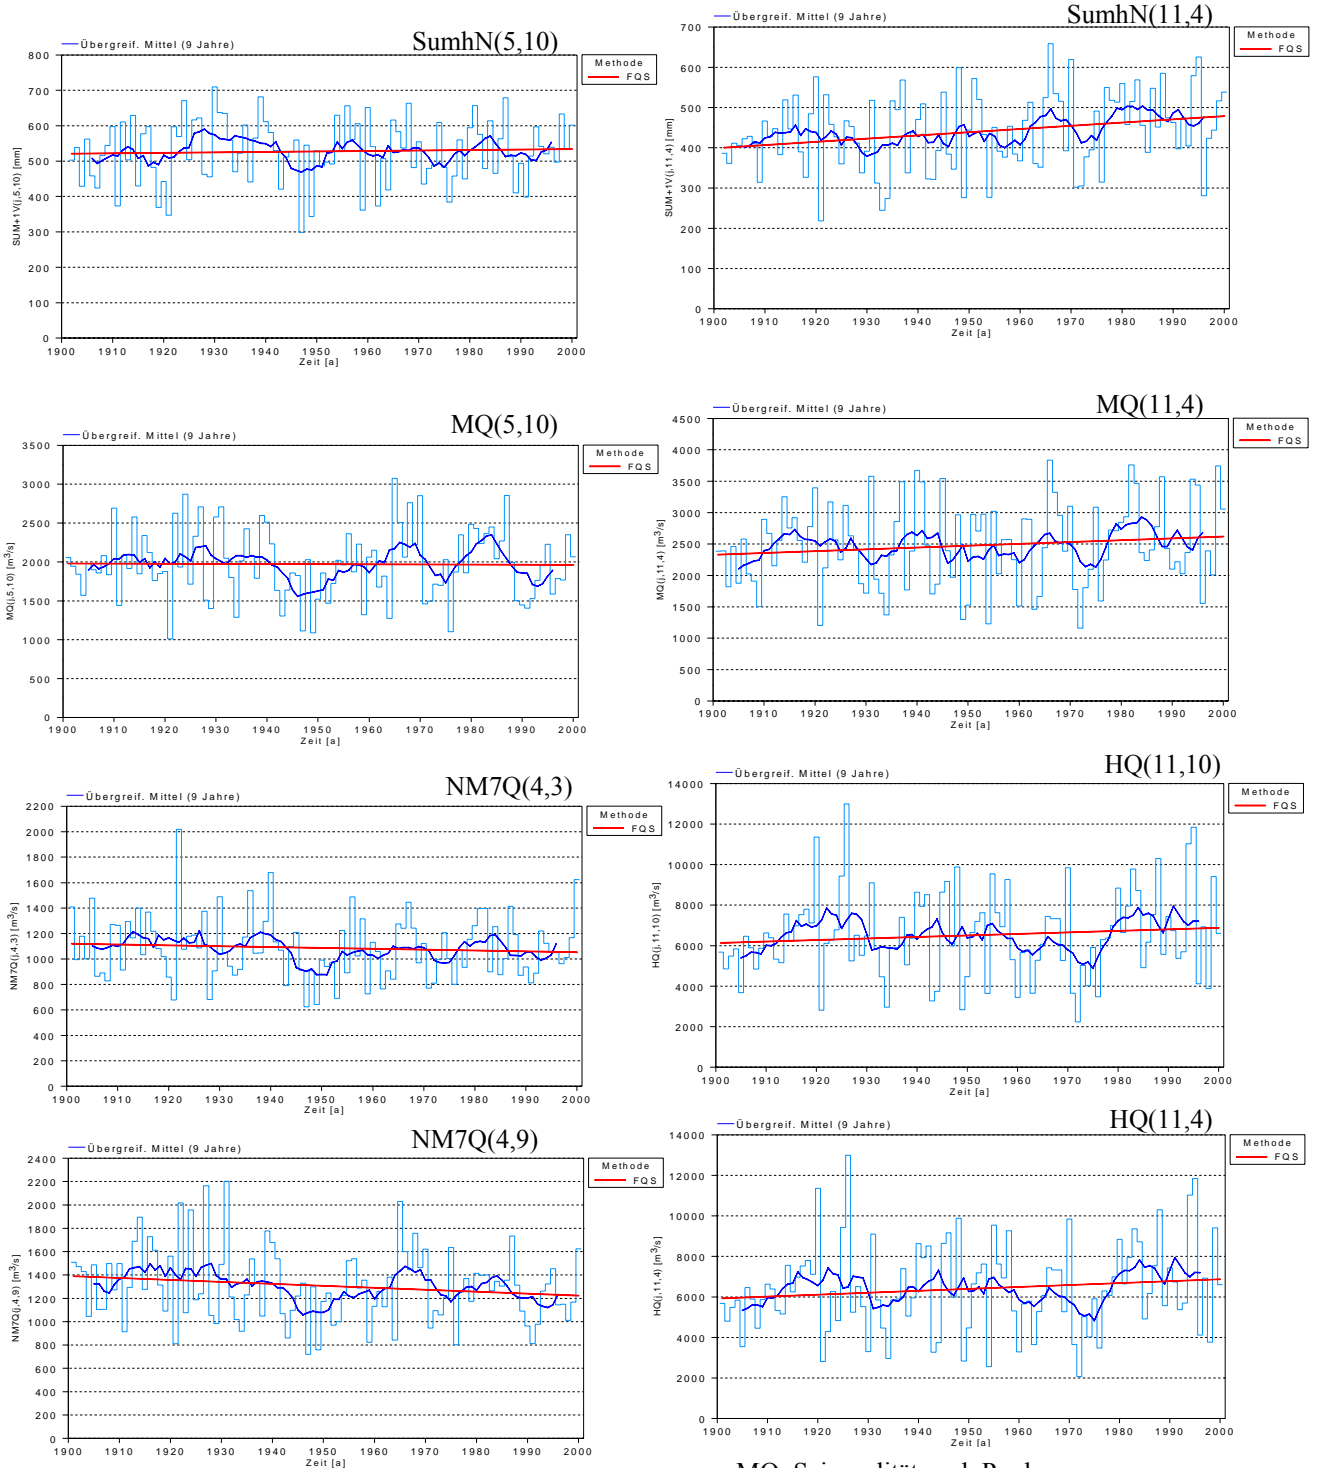 Übergreif. Mittel (9 Jahre)
SumhN(5,10)
Methode
FQS
SUM+1V(j,5,10) [mm]
800
700
600
500
400
300
200
100
0
1900 1910 1920 1930 1940 1950 1960 1970 1980 1990 2000
Zeit [a]
Übergreif. Mittel (9 Jahre)
SumhN(11,4)
Methode
FQS
SUM+1V(j,11,4) [mm]
700
600
500
400
300
200
100
0
1900 1910 1920 1930 1940 1950 1960 1970 1980 1990 2000
Zeit [a]
Übergreif. Mittel (9 Jahre)
MQ(5,10)
Methode
FQS
MQ(j,5,10) [m³/s]
3500
3000
2500
2000
1500
1000
500
0
1900 1910 1920 1930 1940 1950 1960 1970 1980 1990 2000
Zeit [a]
Übergreif. Mittel (9 Jahre)
MQ(11,4)
Methode
FQS
MQ(j,11,4) [m³/s]
4500
4000
3500
3000
2500
2000
1500
1000
500
0
1900 1910 1920 1930 1940 1950 1960 1970 1980 1990 2000
Zeit [a]
Übergreif. Mittel (9 Jahre)
NM7Q(4,3)
Methode
FQS
NM7Q(j,4,3) [m³/s]
2200
2000
1800
1600
1400
1200
1000
800
600
400
200
0
1900 1910 1920 1930 1940 1950 1960 1970 1980 1990 2000
Zeit [a]
Übergreif. Mittel (9 Jahre)
HQ(11,10)
Methode
FQS
HQ(j,11,10) [m³/s]
14000
12000
10000
8000
6000
4000
2000
0
1900 1910 1920 1930 1940 1950 1960 1970 1980 1990 2000
Zeit [a]
Übergreif. Mittel (9 Jahre)
NM7Q(4,9)
Methode
FQS
NM7Q(j,4,9) [m³/s]
2400
2200
2000
1800
1600
1400
1200
1000
800
600
400
200
0
1900 1910 1920 1930 1940 1950 1960 1970 1980 1990 2000
Zeit [a]
Übergreif. Mittel (9 Jahre)
HQ(11,4)
Methode
FQS
HQ(j,11,4) [m³/s]
14000
12000
10000
8000
6000
4000
2000
0
1900 1910 1920 1930 1940 1950 1960 1970 1980 1990 2000
Zeit [a]